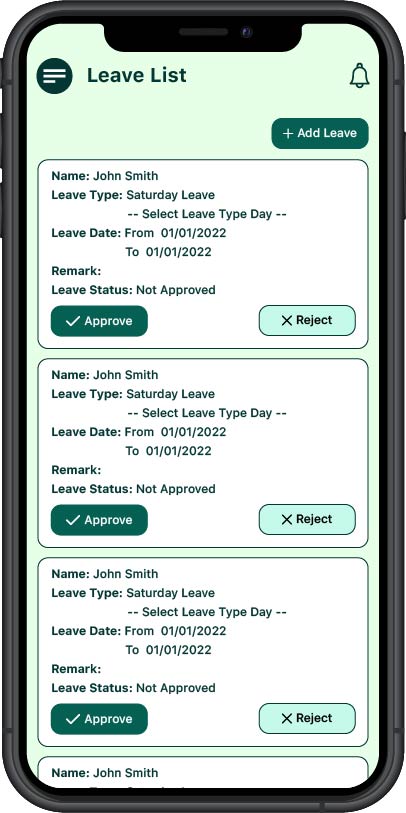 Leave List
+ Add Leave
Name: John Smith
Leave Type: Saturday Leave
-- Select Leave Type Day --
Leave Date: From 01/01/2022
To 01/01/2022
Remark:
Leave Status: Not Approved
Approve
Reject
Name: John Smith
Leave Type: Saturday Leave
-- Select Leave Type Day --
Leave Date: From 01/01/2022
To 01/01/2022
Remark:
Leave Status: Not Approved
Approve
Reject
Name: John Smith
Leave Type: Saturday Leave
-- Select Leave Type Day --
Leave Date: From 01/01/2022
To 01/01/2022
Remark:
Leave Status: Not Approved
Approve
Reject
Name: John Smith